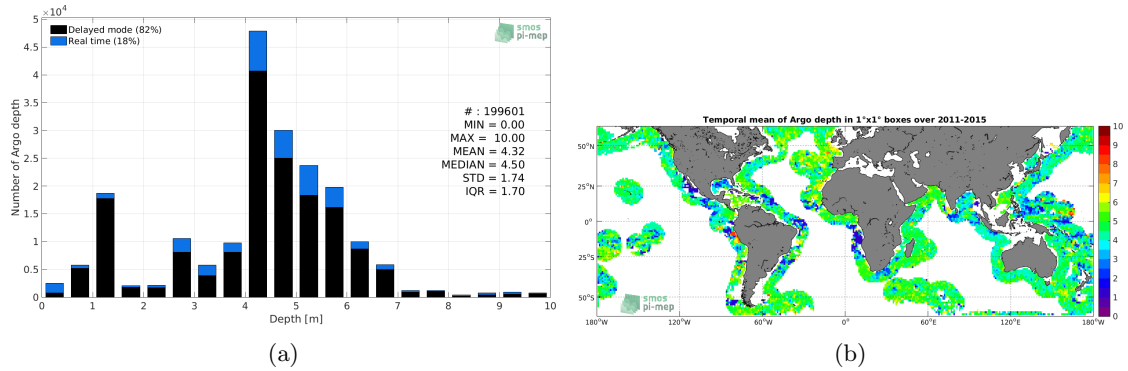 ×10⁴
5
4.5
4
3.5
3
2.5
2
1.5
1
0.5
0
Number of Argo depth
Delayed mode (82%)
Real time (18%)
smos
pi-mep
# : 199601
MIN = 0.00
MAX = 10.00
MEAN = 4.32
MEDIAN = 4.50
STD = 1.74
IQR = 1.70
0 1 2 3 4 5 6 7 8 9 10
Depth [m]
(a)
Temporal mean of Argo depth in 1°x1° boxes over 2011-2015
50°N
25°N
0°
25°S
50°S
180°W 120°W 60°W 0° 60°E 120°E 180°W
smos
pi-mep
10
9
8
7
6
5
4
3
2
1
0
(b)